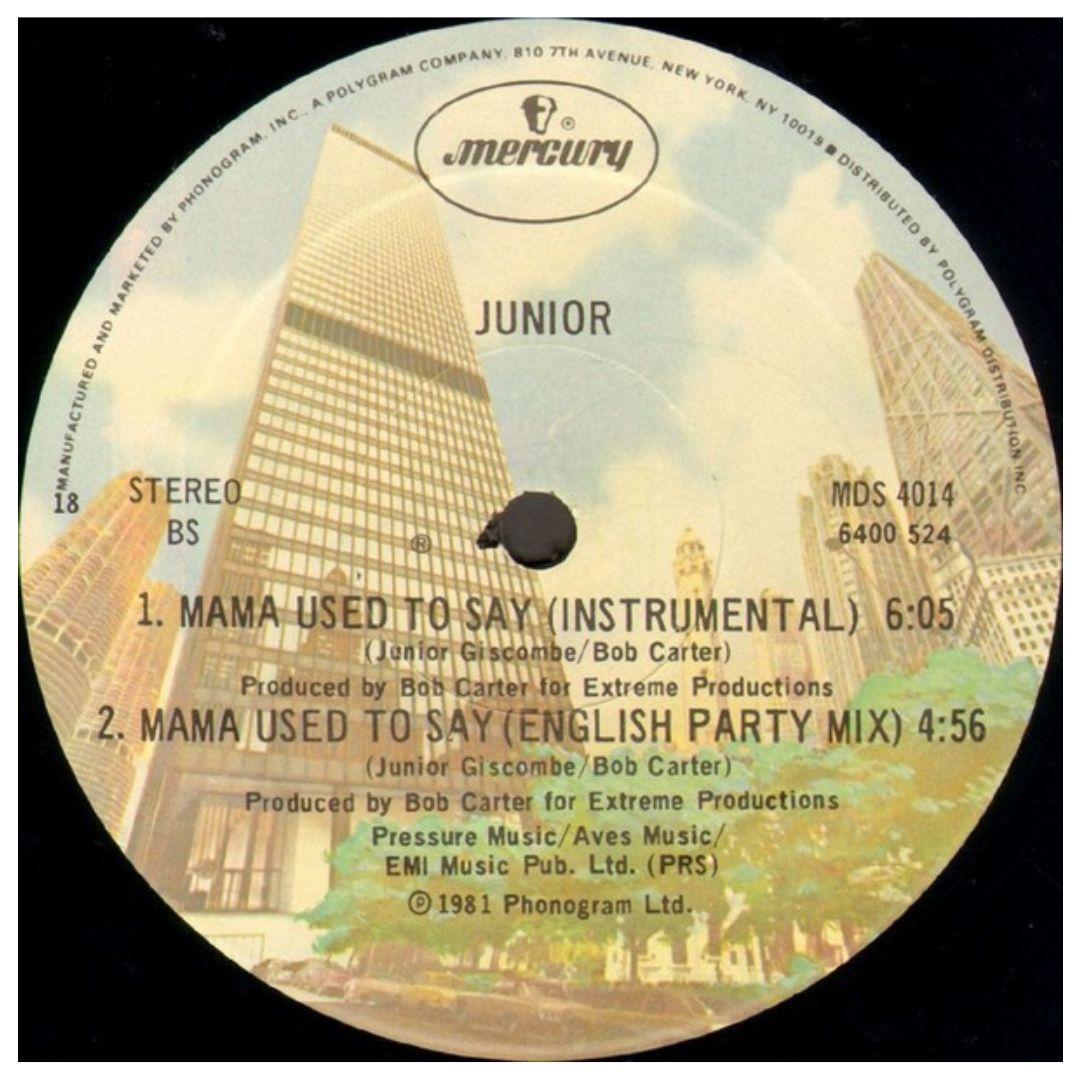 MANUFACTURED AND MARKETED BY PHONOGRAM, INC., A POLYGRAM COMPANY. 810 7TH AVENUE, NEW YORK, NY 10019 ● DISTRIBUTED BY POLYGRAM DISTRIBUTION INC
mercury®
JUNIOR
18
STEREO
BS
MDS 4014
6400 524
®
1. MAMA USED TO SAY (INSTRUMENTAL) 6:05
(Junior Giscombe/Bob Carter)
Produced by Bob Carter for Extreme Productions
2. MAMA USED TO SAY (ENGLISH PARTY MIX) 4:56
(Junior Giscombe/Bob Carter)
Produced by Bob Carter for Extreme Productions
Pressure Music/Aves Music/
EMI Music Pub. Ltd. (PRS)
℗ 1981 Phonogram Ltd.